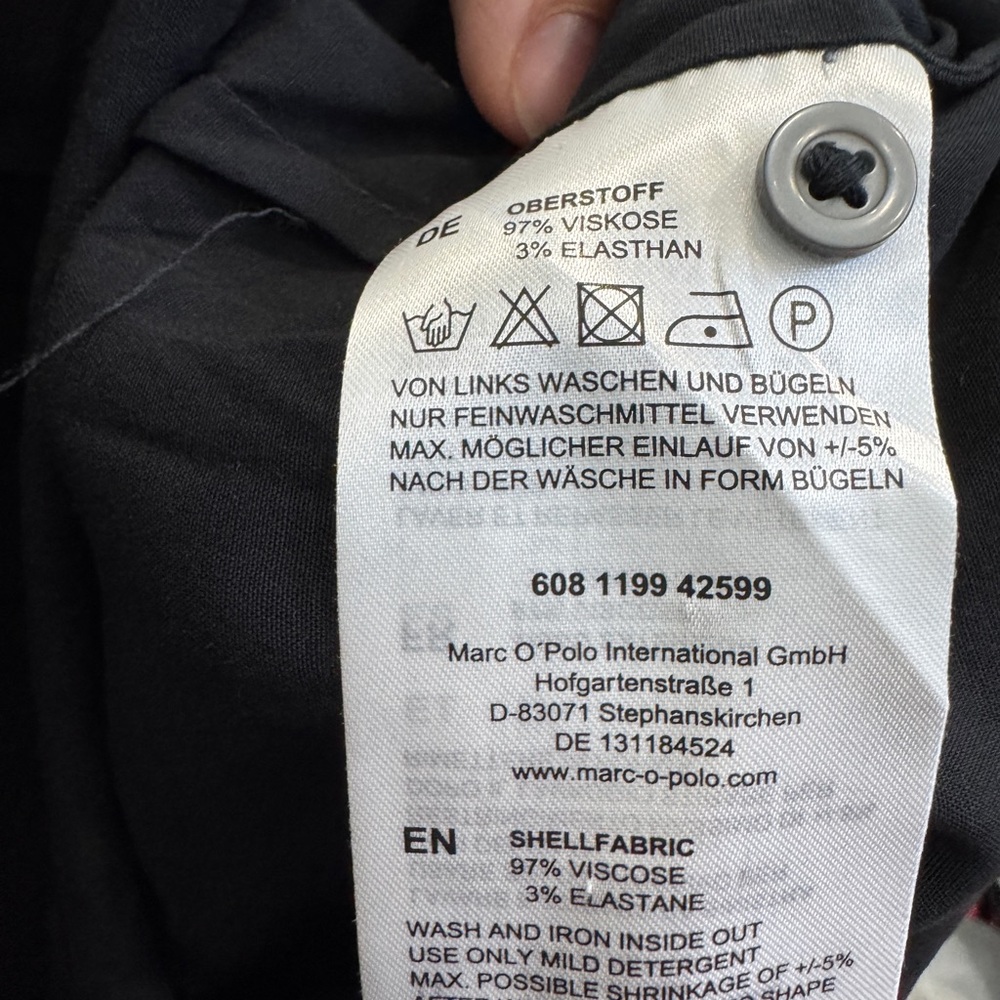 DE OBERSTOFF
97% VISKOSE
3% ELASTHAN
P
VON LINKS WASCHEN UND BÜGELN
NUR FEINWASCHMITTEL VERWENDEN
MAX. MÖGLICHER EINLAUF VON +/-5%
NACH DER WÄSCHE IN FORM BÜGELN
608 1199 42599
Marc O´Polo International GmbH
Hofgartenstraße 1
D-83071 Stephanskirchen
DE 131184524
www.marc-o-polo.com
EN SHELLFABRIC
97% VISCOSE
3% ELASTANE
WASH AND IRON INSIDE OUT
USE ONLY MILD DETERGENT
MAX. POSSIBLE SHRINKAGE OF +/-5%
SHAPE